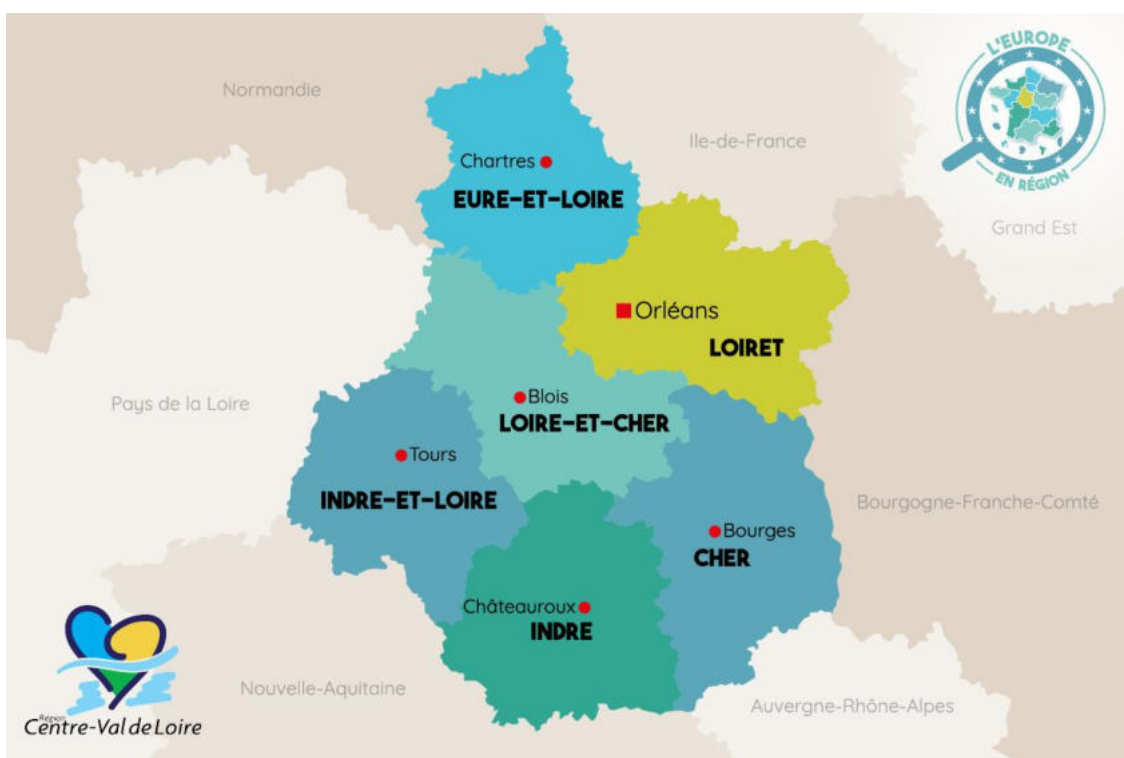 L'EUROPE
EN RÉGION
Normandie
Ile-de-France
Chartres
EURE-ET-LOIRE
Grand Est
Orléans
LOIRET
Pays de la Loire
Blois
LOIRE-ET-CHER
Tours
INDRE-ET-LOIRE
Bourgogne-Franche-Comté
Bourges
CHER
Châteauroux
INDRE
Nouvelle-Aquitaine
Auvergne-Rhône-Alpes
Région
Centre-Val de Loire